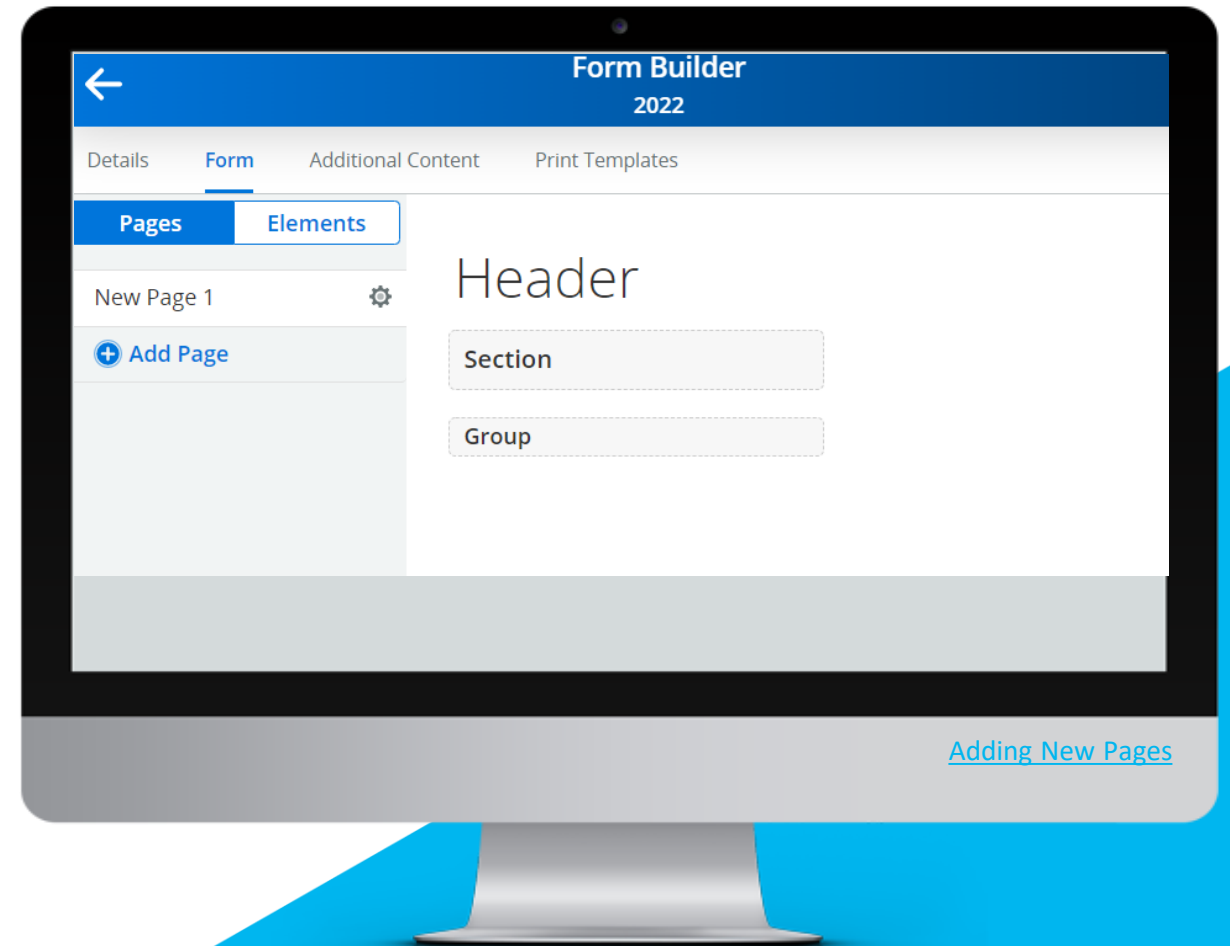 Form Builder
2022
Details Form Additional Content Print Templates
Pages Elements
New Page 1
Add Page
Header
Section
Group
Adding New Pages